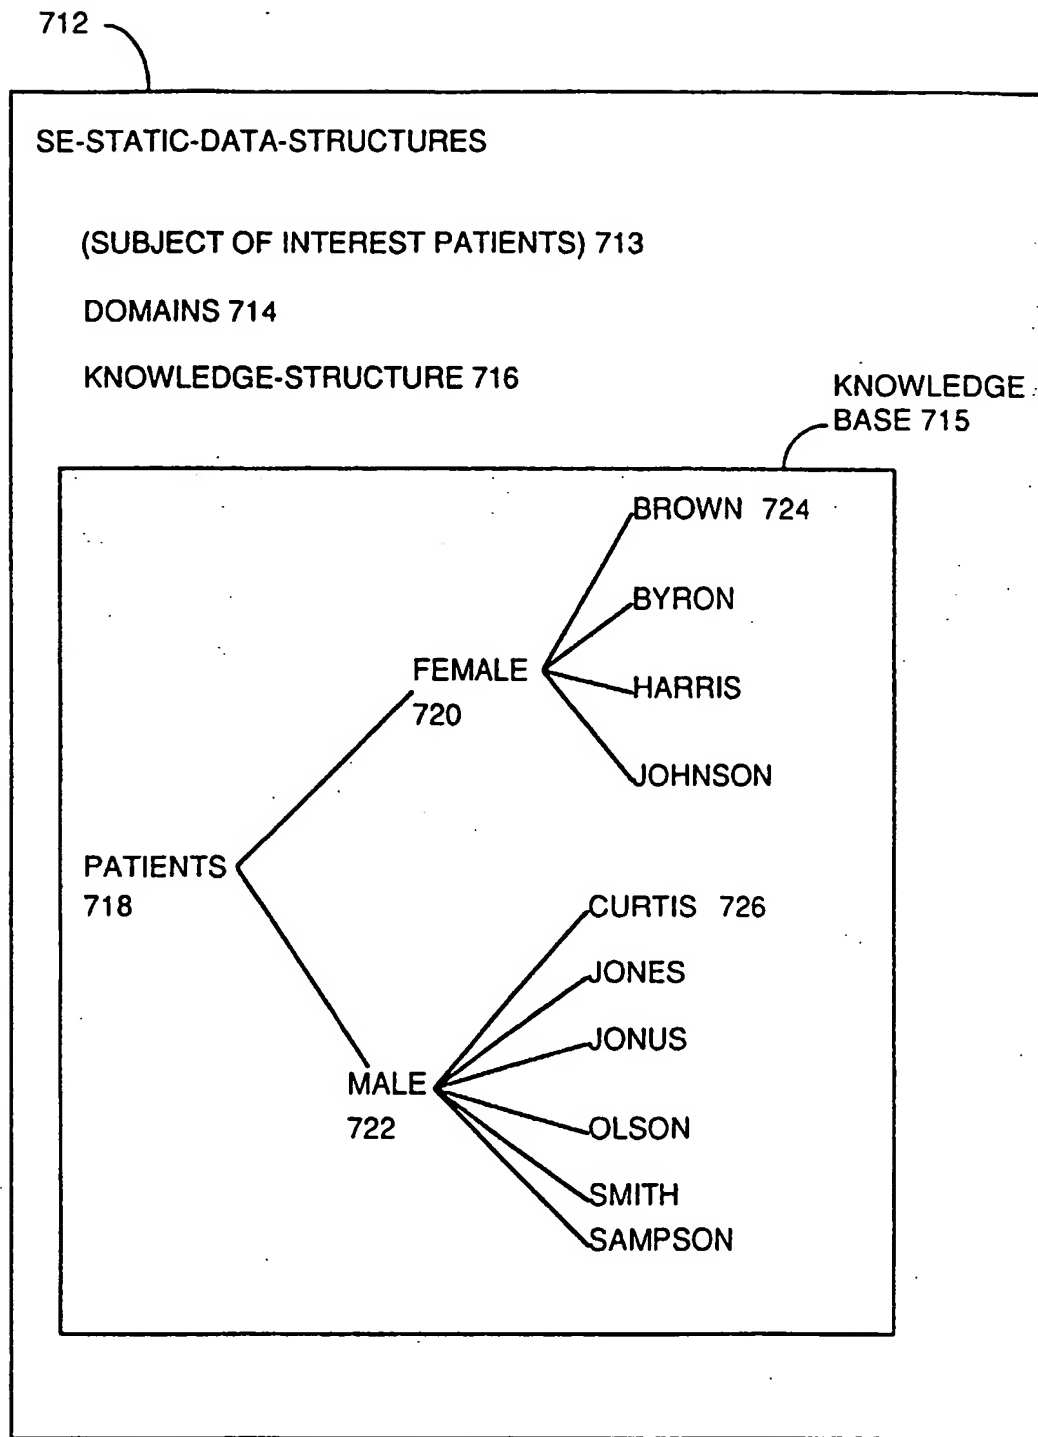 712
SE-STATIC-DATA-STRUCTURES
(SUBJECT OF INTEREST PATIENTS) 713
DOMAINS 714
KNOWLEDGE-STRUCTURE 716
KNOWLEDGE
BASE 715
BROWN 724
BYRON
FEMALE
720
HARRIS
JOHNSON
PATIENTS
718
CURTIS 726
JONES
JONUS
MALE
722
OLSON
SMITH
SAMPSON